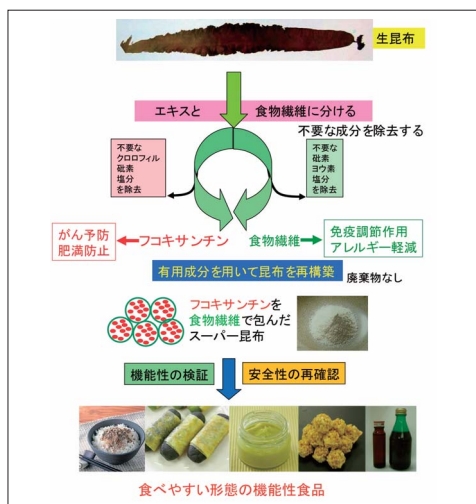 生昆布
エキスと 食物繊維に分ける
不要な成分を除去する
不要な
クロロフィル
砒素
塩分
を除去
不要な
砒素
ヨウ素
塩分
を除去
がん予防
肥満防止
フコキサンチン
食物繊維
免疫調節作用
アレルギー軽減
有用成分を用いて昆布を再構築
廃棄物なし
フコキサンチンを
食物繊維で包んだ
スーパー昆布
機能性の検証
安全性の再確認
食べやすい形態の機能性食品